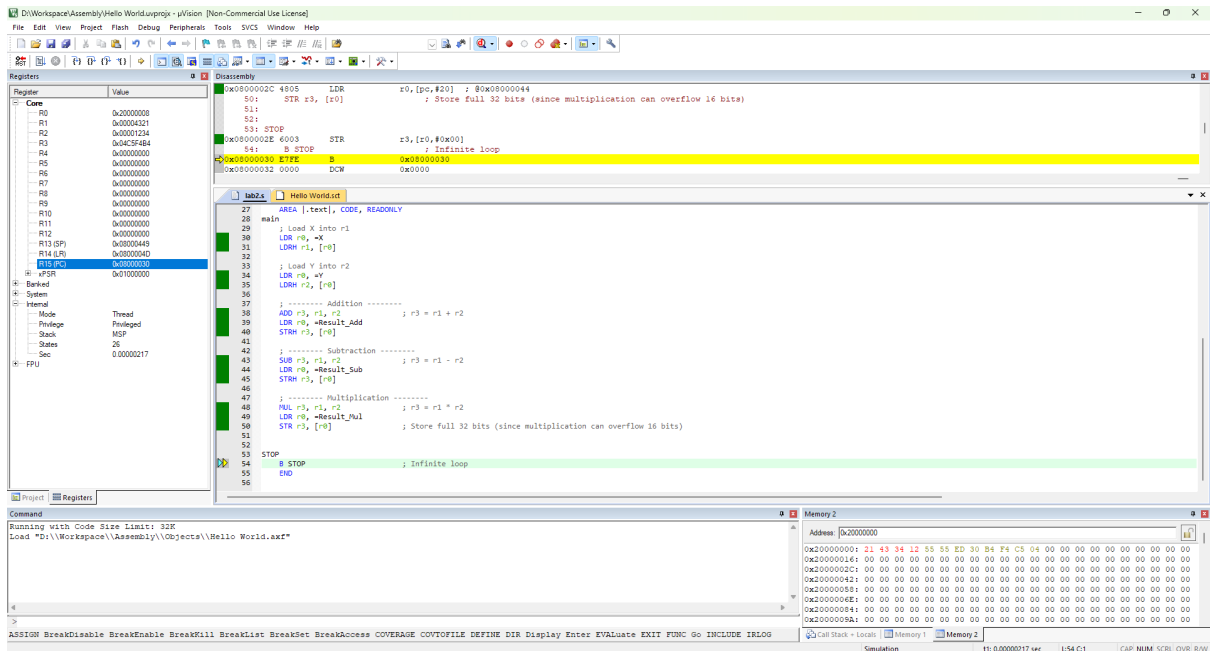 D:\Workspace\Assembly\Hello World.uvprojx - µVision [Non-Commercial Use License]
File Edit View Project Flash Debug Peripherals Tools SVCS Window Help
Registers
Register Value
Core
R0 0x20000008
R1 0x00004321
R2 0x00001234
R3 0x04C5F4B4
R4 0x00000000
R5 0x00000000
R6 0x00000000
R7 0x00000000
R8 0x00000000
R9 0x00000000
R10 0x00000000
R11 0x00000000
R12 0x00000000
R13 (SP) 0x08000449
R14 (LR) 0x0800004D
R15 (PC) 0x08000030
xPSR 0x01000000
Banked
System
Internal
Mode Thread
Privilege Privileged
Stack MSP
States 26
Sec 0.00000217
FPU
Project Registers
Disassembly
0x0800002C 4805 LDR r0,[pc,#20] ; @0x08000044
50: STR r3, [r0] ; Store full 32 bits (since multiplication can overflow 16 bits)
51:
52:
53: STOP
0x0800002E 6003 STR r3,[r0,#0x00]
54: B STOP ; Infinite loop
0x08000030 E7FE B 0x08000030
0x08000032 0000 DCW 0x0000
lab2.s Hello World.sct
27 AREA |.text|, CODE, READONLY
28 main
29 ; Load X into r1
30 LDR r0, =X
31 LDRH r1, [r0]
32
33 ; Load Y into r2
34 LDR r0, =Y
35 LDRH r2, [r0]
36
37 ; -------- Addition --------
38 ADD r3, r1, r2 ; r3 = r1 + r2
39 LDR r0, =Result_Add
40 STRH r3, [r0]
41
42 ; -------- Subtraction --------
43 SUB r3, r1, r2 ; r3 = r1 - r2
44 LDR r0, =Result_Sub
45 STRH r3, [r0]
46
47 ; -------- Multiplication --------
48 MUL r3, r1, r2 ; r3 = r1 * r2
49 LDR r0, =Result_Mul
50 STR r3, [r0] ; Store full 32 bits (since multiplication can overflow 16 bits)
51
52
53 STOP
54 B STOP ; Infinite loop
55 END
56
Command
Running with Code Size Limit: 32K
Load "D:\\Workspace\\Assembly\\Objects\\Hello World.axf"
>
ASSIGN BreakDisable BreakEnable BreakKill BreakList BreakSet BreakAccess COVERAGE COVTOFILE DEFINE DIR Display Enter EVALuate EXIT FUNC Go INCLUDE IRLOG
Memory 2
Address: 0x20000000
0x20000000: 21 43 34 12 55 55 ED 30 B4 F4 C5 04 00 00 00 00 00 00 00 00 00 00
0x20000016: 00 00 00 00 00 00 00 00 00 00 00 00 00 00 00 00 00 00 00 00 00 00
0x2000002C: 00 00 00 00 00 00 00 00 00 00 00 00 00 00 00 00 00 00 00 00 00 00
0x20000042: 00 00 00 00 00 00 00 00 00 00 00 00 00 00 00 00 00 00 00 00 00 00
0x20000058: 00 00 00 00 00 00 00 00 00 00 00 00 00 00 00 00 00 00 00 00 00 00
0x2000006E: 00 00 00 00 00 00 00 00 00 00 00 00 00 00 00 00 00 00 00 00 00 00
0x20000084: 00 00 00 00 00 00 00 00 00 00 00 00 00 00 00 00 00 00 00 00 00 00
0x2000009A: 00 00 00 00 00 00 00 00 00 00 00 00 00 00 00 00 00 00 00 00 00 00
Call Stack + Locals Memory 1 Memory 2
Simulation t1: 0.00000217 sec L:54 C:1 CAP NUM SCRL OVR R/W